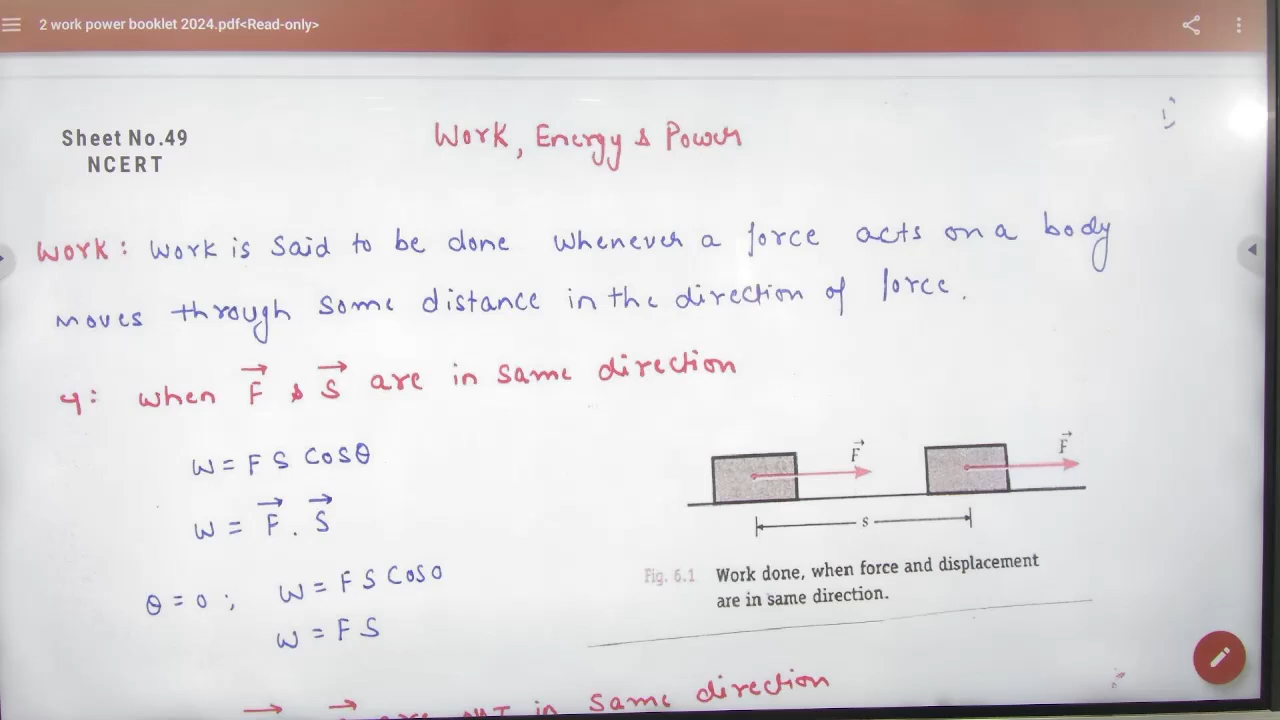 2 work power booklet 2024.pdf<Read-only>
Sheet No.49
NCERT
Work, Energy & Power
Work: Work is said to be done whenever a force acts on a body
moves through some distance in the direction of force.
when F & S are in same direction
W = F S Cosθ
W = F . S
θ = 0 ; W = F S Cos0
W = F S
F
F
s
Fig. 6.1 Work done, when force and displacement
are in same direction.
are NOT in same direction